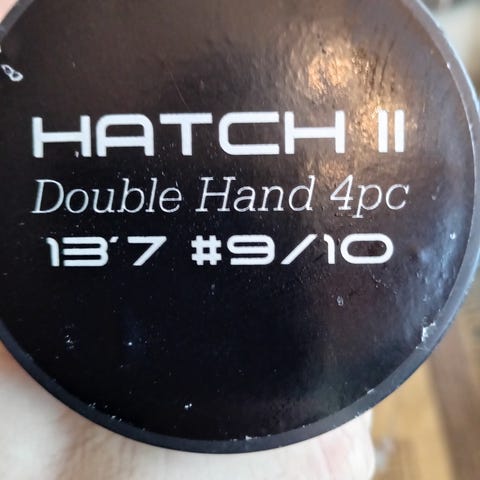 HATCH II
Double Hand 4pc
13'7 #9/10